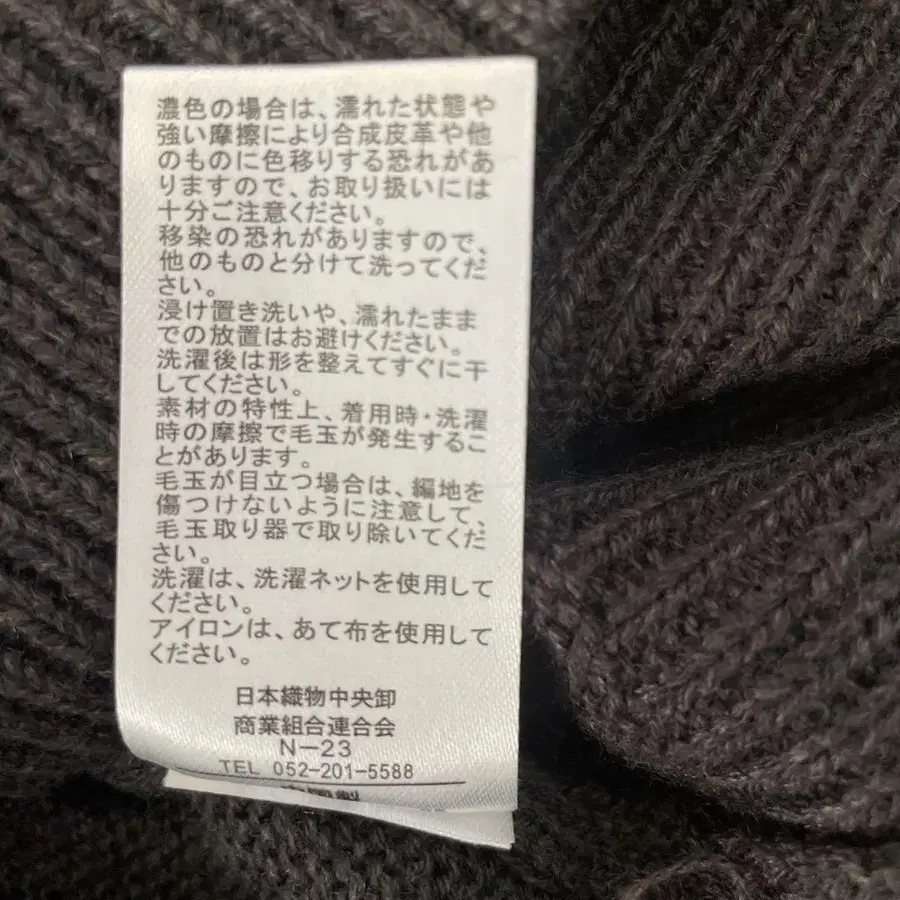 濃色の場合は、濡れた状態や
強い摩擦により合成皮革や他
のものに色移りする恐れがあ
りますので、お取り扱いには
十分ご注意ください。
移染の恐れがありますので、
他のものと分けて洗ってくだ
さい。
浸け置き洗いや、濡れたまま
での放置はお避けください。
洗濯後は形を整えてすぐに干
してください。
素材の特性上、着用時・洗濯
時の摩擦で毛玉が発生するこ
とがあります。
毛玉が目立つ場合は、編地を
傷つけないように注意して、
毛玉取り器で取り除いてくだ
さい。
洗濯は、洗濯ネットを使用して
ください。
アイロンは、あて布を使用して
ください。
日本織物中央卸
商業組合連合会
N-23
TEL 052-201-5588